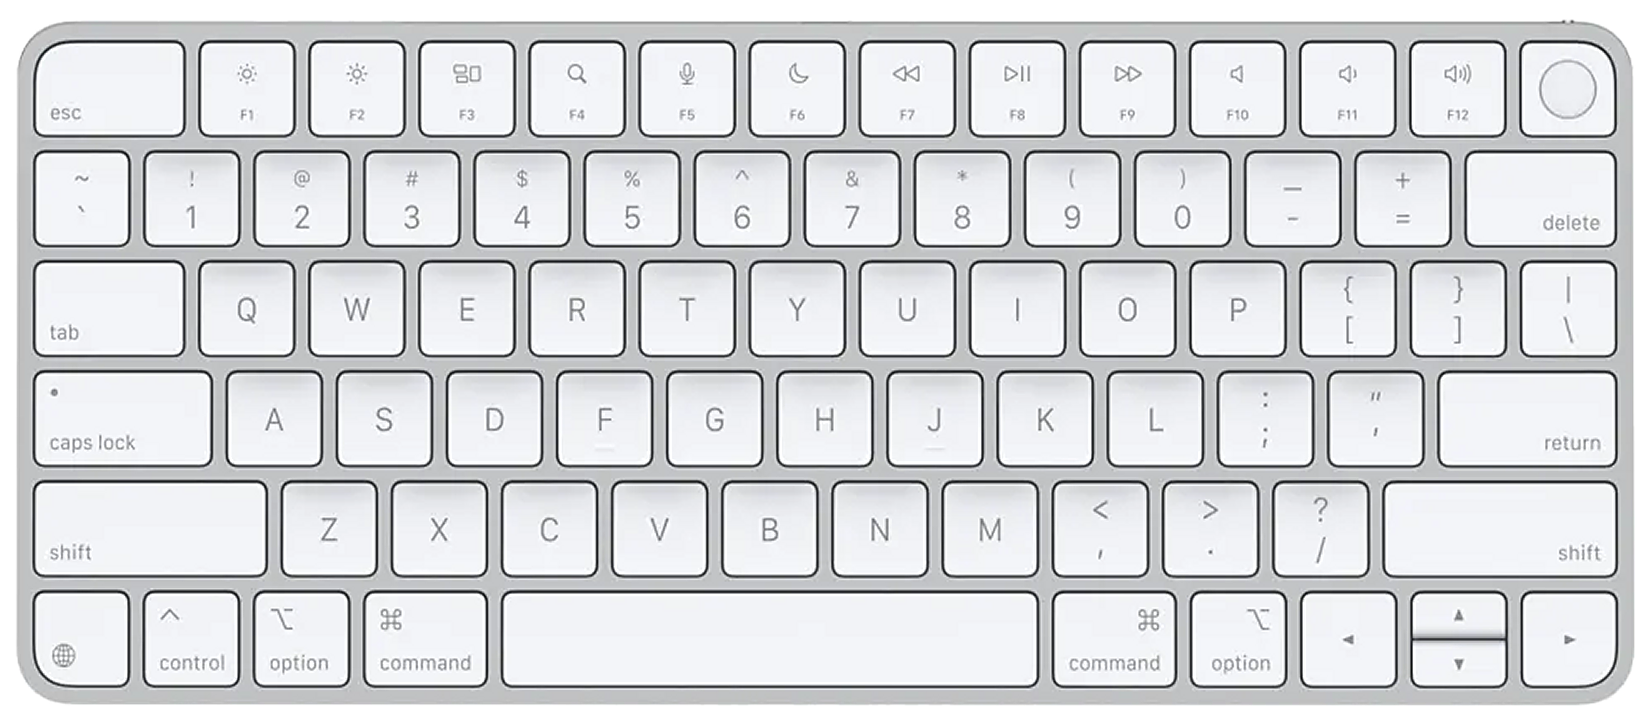 esc F1 F2 F3 F4 F5 F6 F7 F8 F9 F10 F11 F12
~ ! @ # $ % ^ & * ( ) _ +
` 1 2 3 4 5 6 7 8 9 0 - = delete
tab Q W E R T Y U I O P { } |
[ ] \
caps lock A S D F G H J K L : "
; ' return
shift Z X C V B N M < > ?
, . / shift
^ ⌥ ⌘ ⌘ ⌥ ▲
control option command command option ◀ ▼ ▶